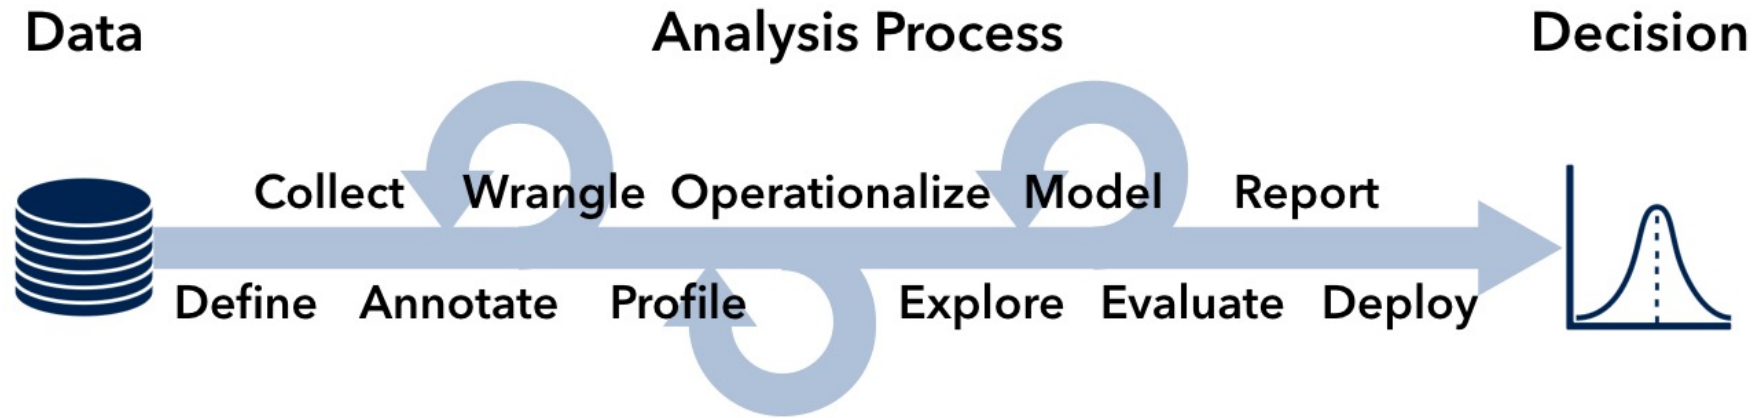 Data Analysis Process Decision
Collect Wrangle Operationalize Model Report
Define Annotate Profile Explore Evaluate Deploy